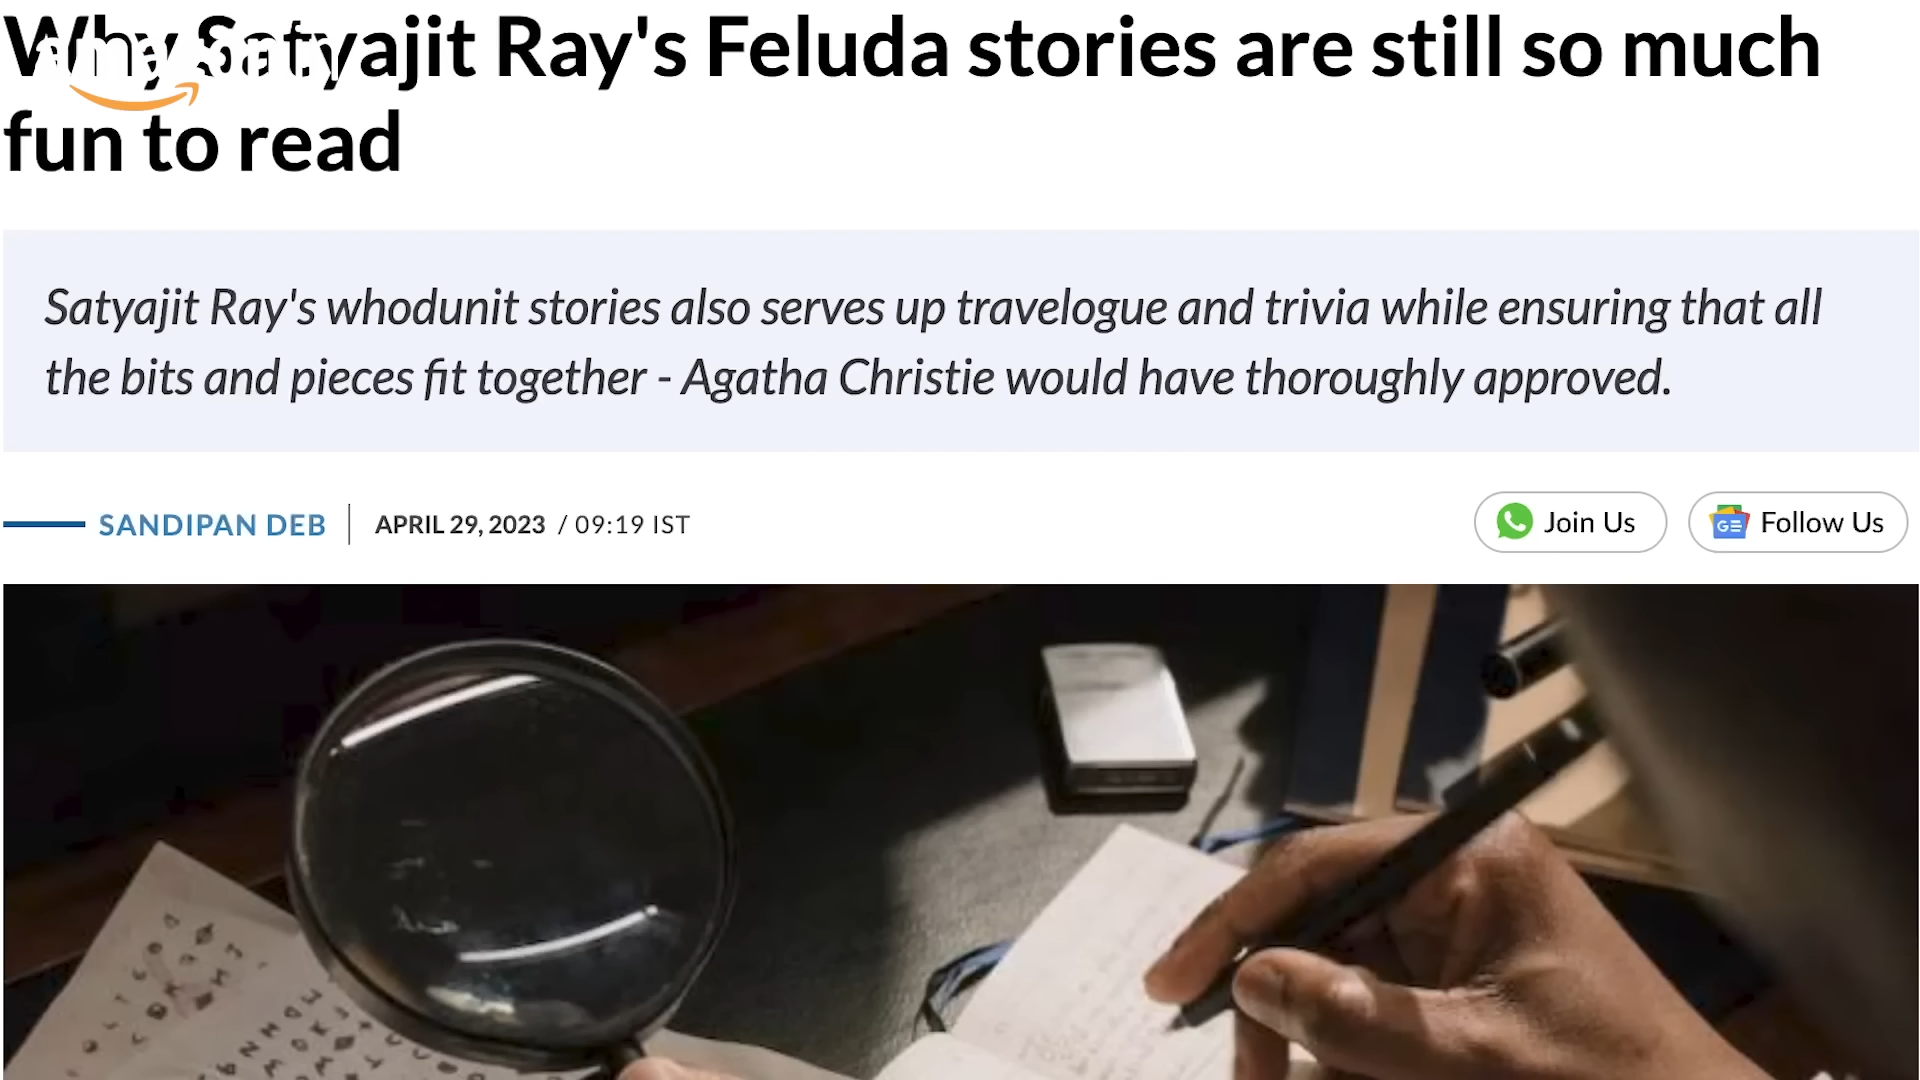 Why Satyajit Ray's Feluda stories are still so much
fun to read
Satyajit Ray's whodunit stories also serves up travelogue and trivia while ensuring that all
the bits and pieces fit together - Agatha Christie would have thoroughly approved.
SANDIPAN DEB APRIL 29, 2023 / 09:19 IST
Join Us
GE Follow Us